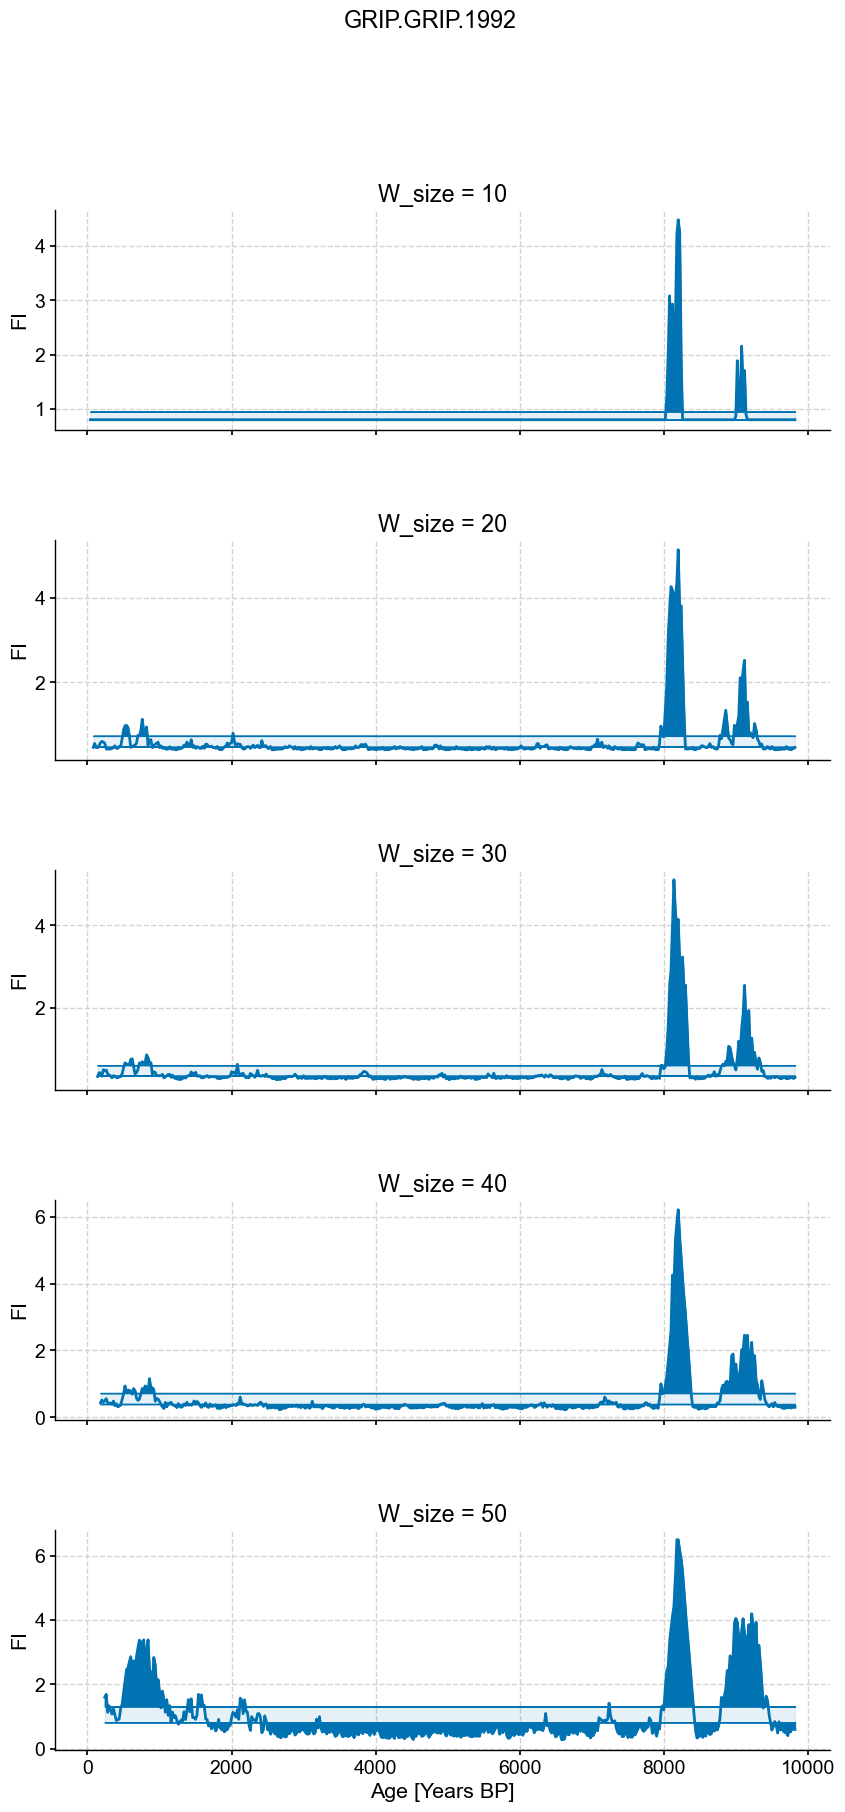 GRIP.GRIP.1992
W_size = 10
FI
4
3
2
1
W_size = 20
FI
4
2
W_size = 30
FI
4
2
W_size = 40
FI
6
4
2
0
W_size = 50
FI
6
4
2
0
0 2000 4000 6000 8000 10000
Age [Years BP]